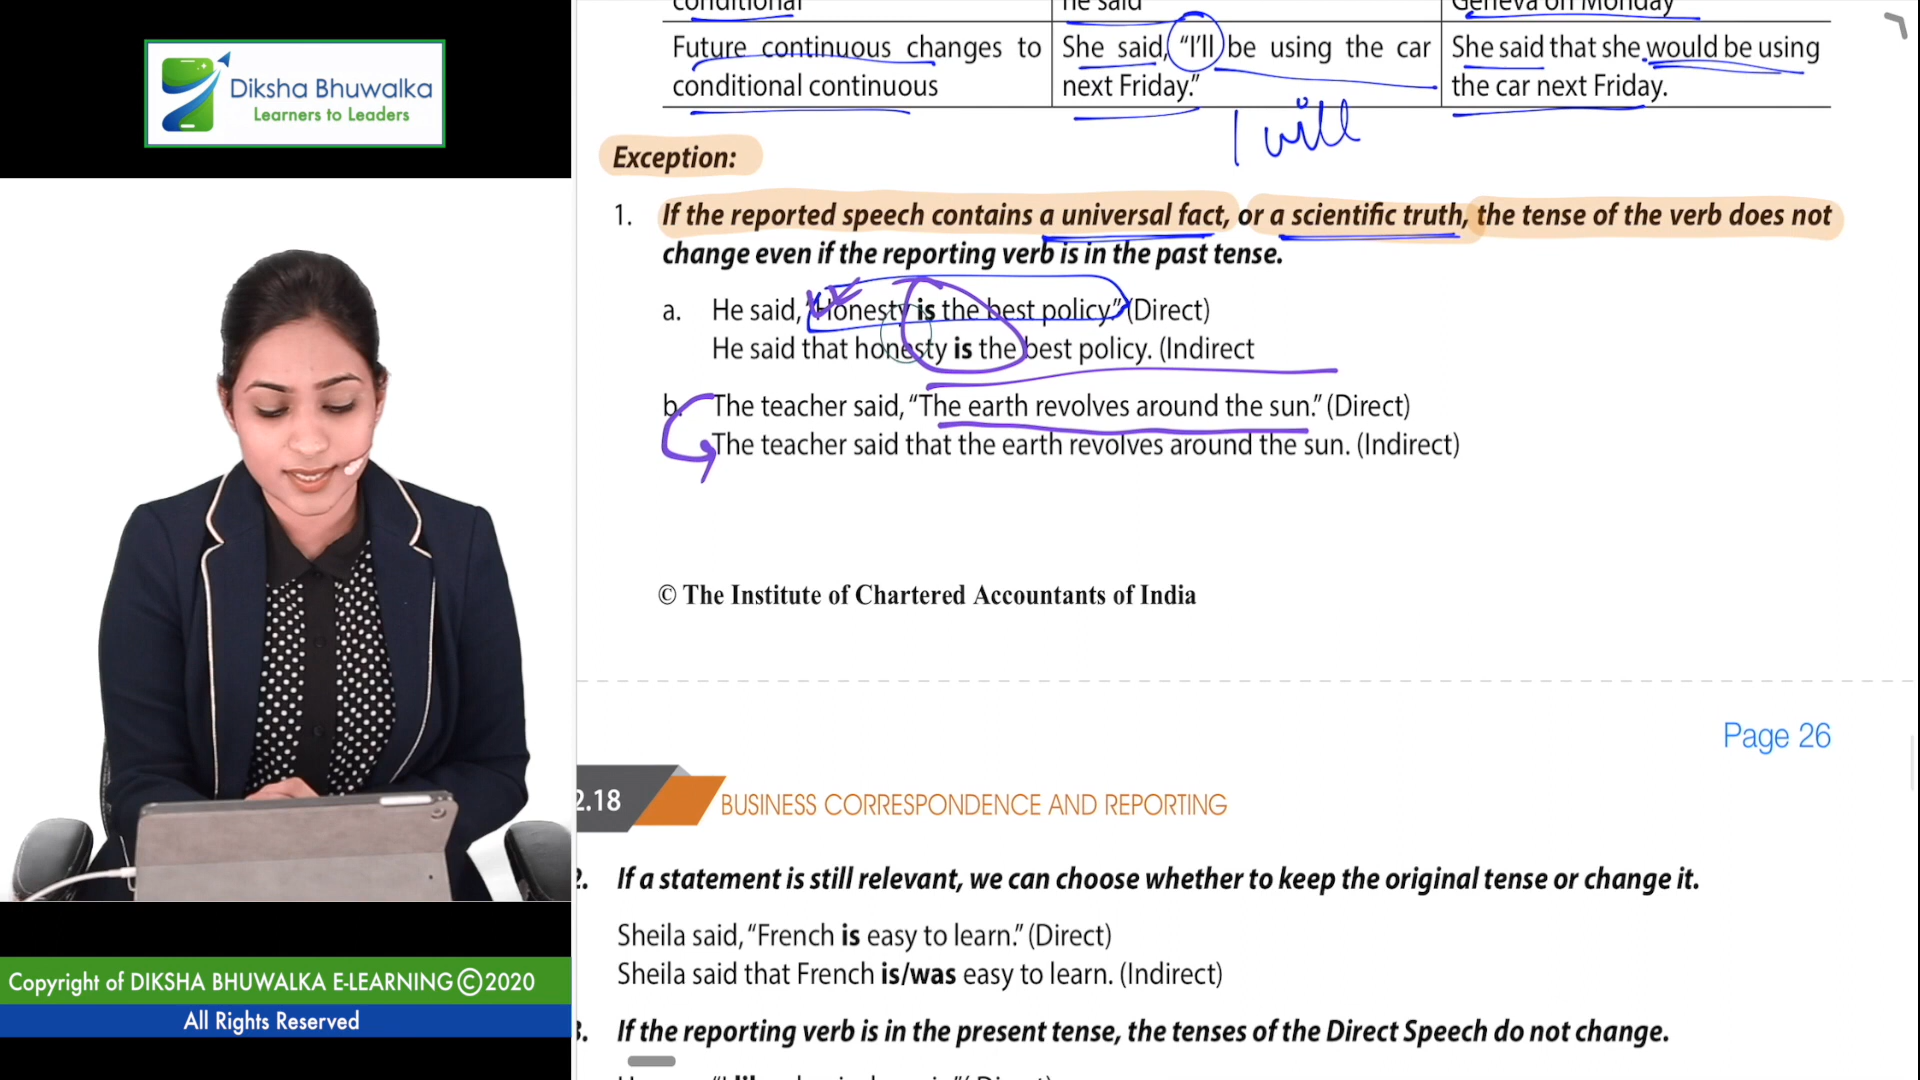 Diksha Bhuwalka
Learners to Leaders
conditional
he said
Geneva on Monday
Future continuous changes to conditional continuous
She said, “I’ll be using the car next Friday.”
She said that she would be using the car next Friday.
I will
Exception:
1. If the reported speech contains a universal fact, or a scientific truth, the tense of the verb does not
change even if the reporting verb is in the past tense.
a. He said, “Honesty is the best policy.” (Direct)
He said that honesty is the best policy. (Indirect
b. The teacher said, “The earth revolves around the sun.” (Direct)
The teacher said that the earth revolves around the sun. (Indirect)
© The Institute of Chartered Accountants of India
Page 26
2.18 BUSINESS CORRESPONDENCE AND REPORTING
2. If a statement is still relevant, we can choose whether to keep the original tense or change it.
Sheila said, “French is easy to learn.” (Direct)
Sheila said that French is/was easy to learn. (Indirect)
3. If the reporting verb is in the present tense, the tenses of the Direct Speech do not change.
Copyright of DIKSHA BHUWALKA E-LEARNING ©2020
All Rights Reserved